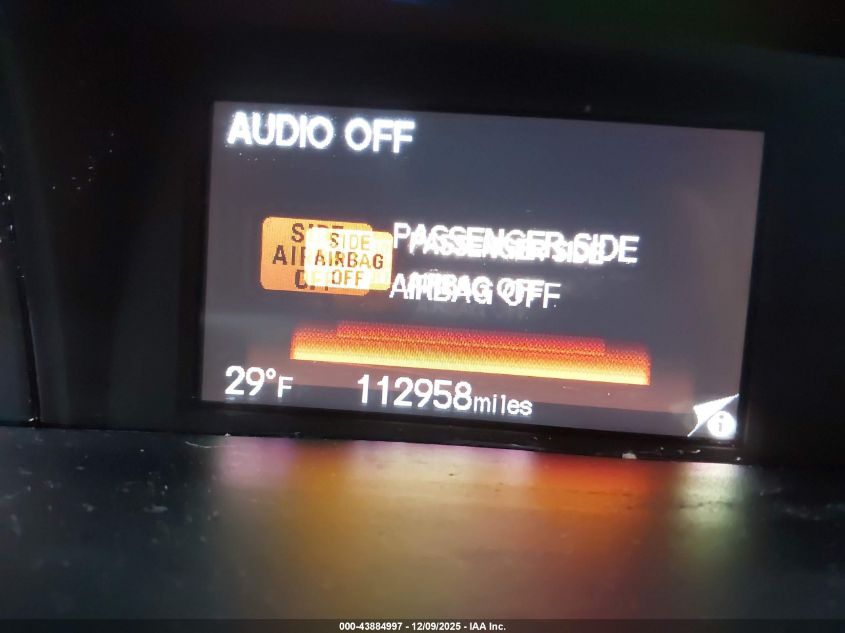 AUDIO OFF
SIDE
AIRBAG
OFF
PASSENGER SIDE
AIRBAG OFF
29°F 112958miles
i
000-43884997 - 12/09/2025 - IAA Inc.